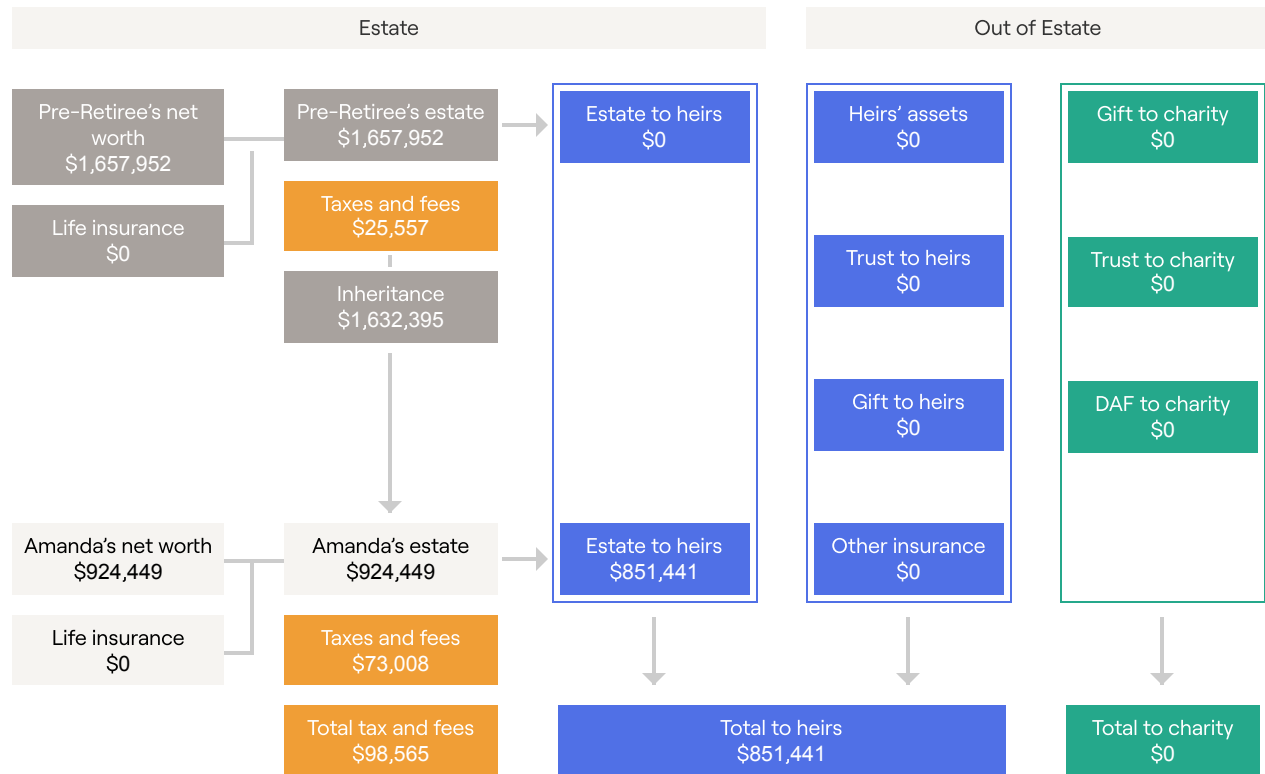 Estate
Out of Estate
Pre-Retiree’s net
worth
$1,657,952
Life insurance
$0
Pre-Retiree’s estate
$1,657,952
Taxes and fees
$25,557
Inheritance
$1,632,395
Estate to heirs
$0
Heirs’ assets
$0
Trust to heirs
$0
Gift to heirs
$0
Gift to charity
$0
Trust to charity
$0
DAF to charity
$0
Amanda’s net worth
$924,449
Life insurance
$0
Amanda’s estate
$924,449
Taxes and fees
$73,008
Estate to heirs
$851,441
Other insurance
$0
Total tax and fees
$98,565
Total to heirs
$851,441
Total to charity
$0